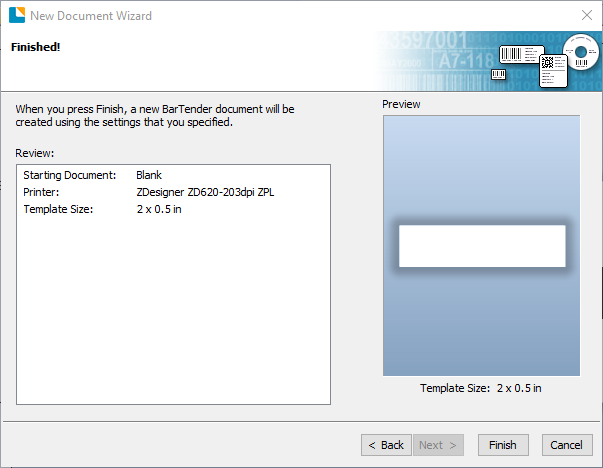 New Document Wizard
Finished!
3597001
A7-118
When you press Finish, a new BarTender document will be
created using the settings that you specified.
Preview
Review:
Starting Document: Blank
Printer: ZDesigner ZD620-203dpi ZPL
Template Size: 2 x 0.5 in
Template Size: 2 x 0.5 in
< Back
Next >
Finish
Cancel